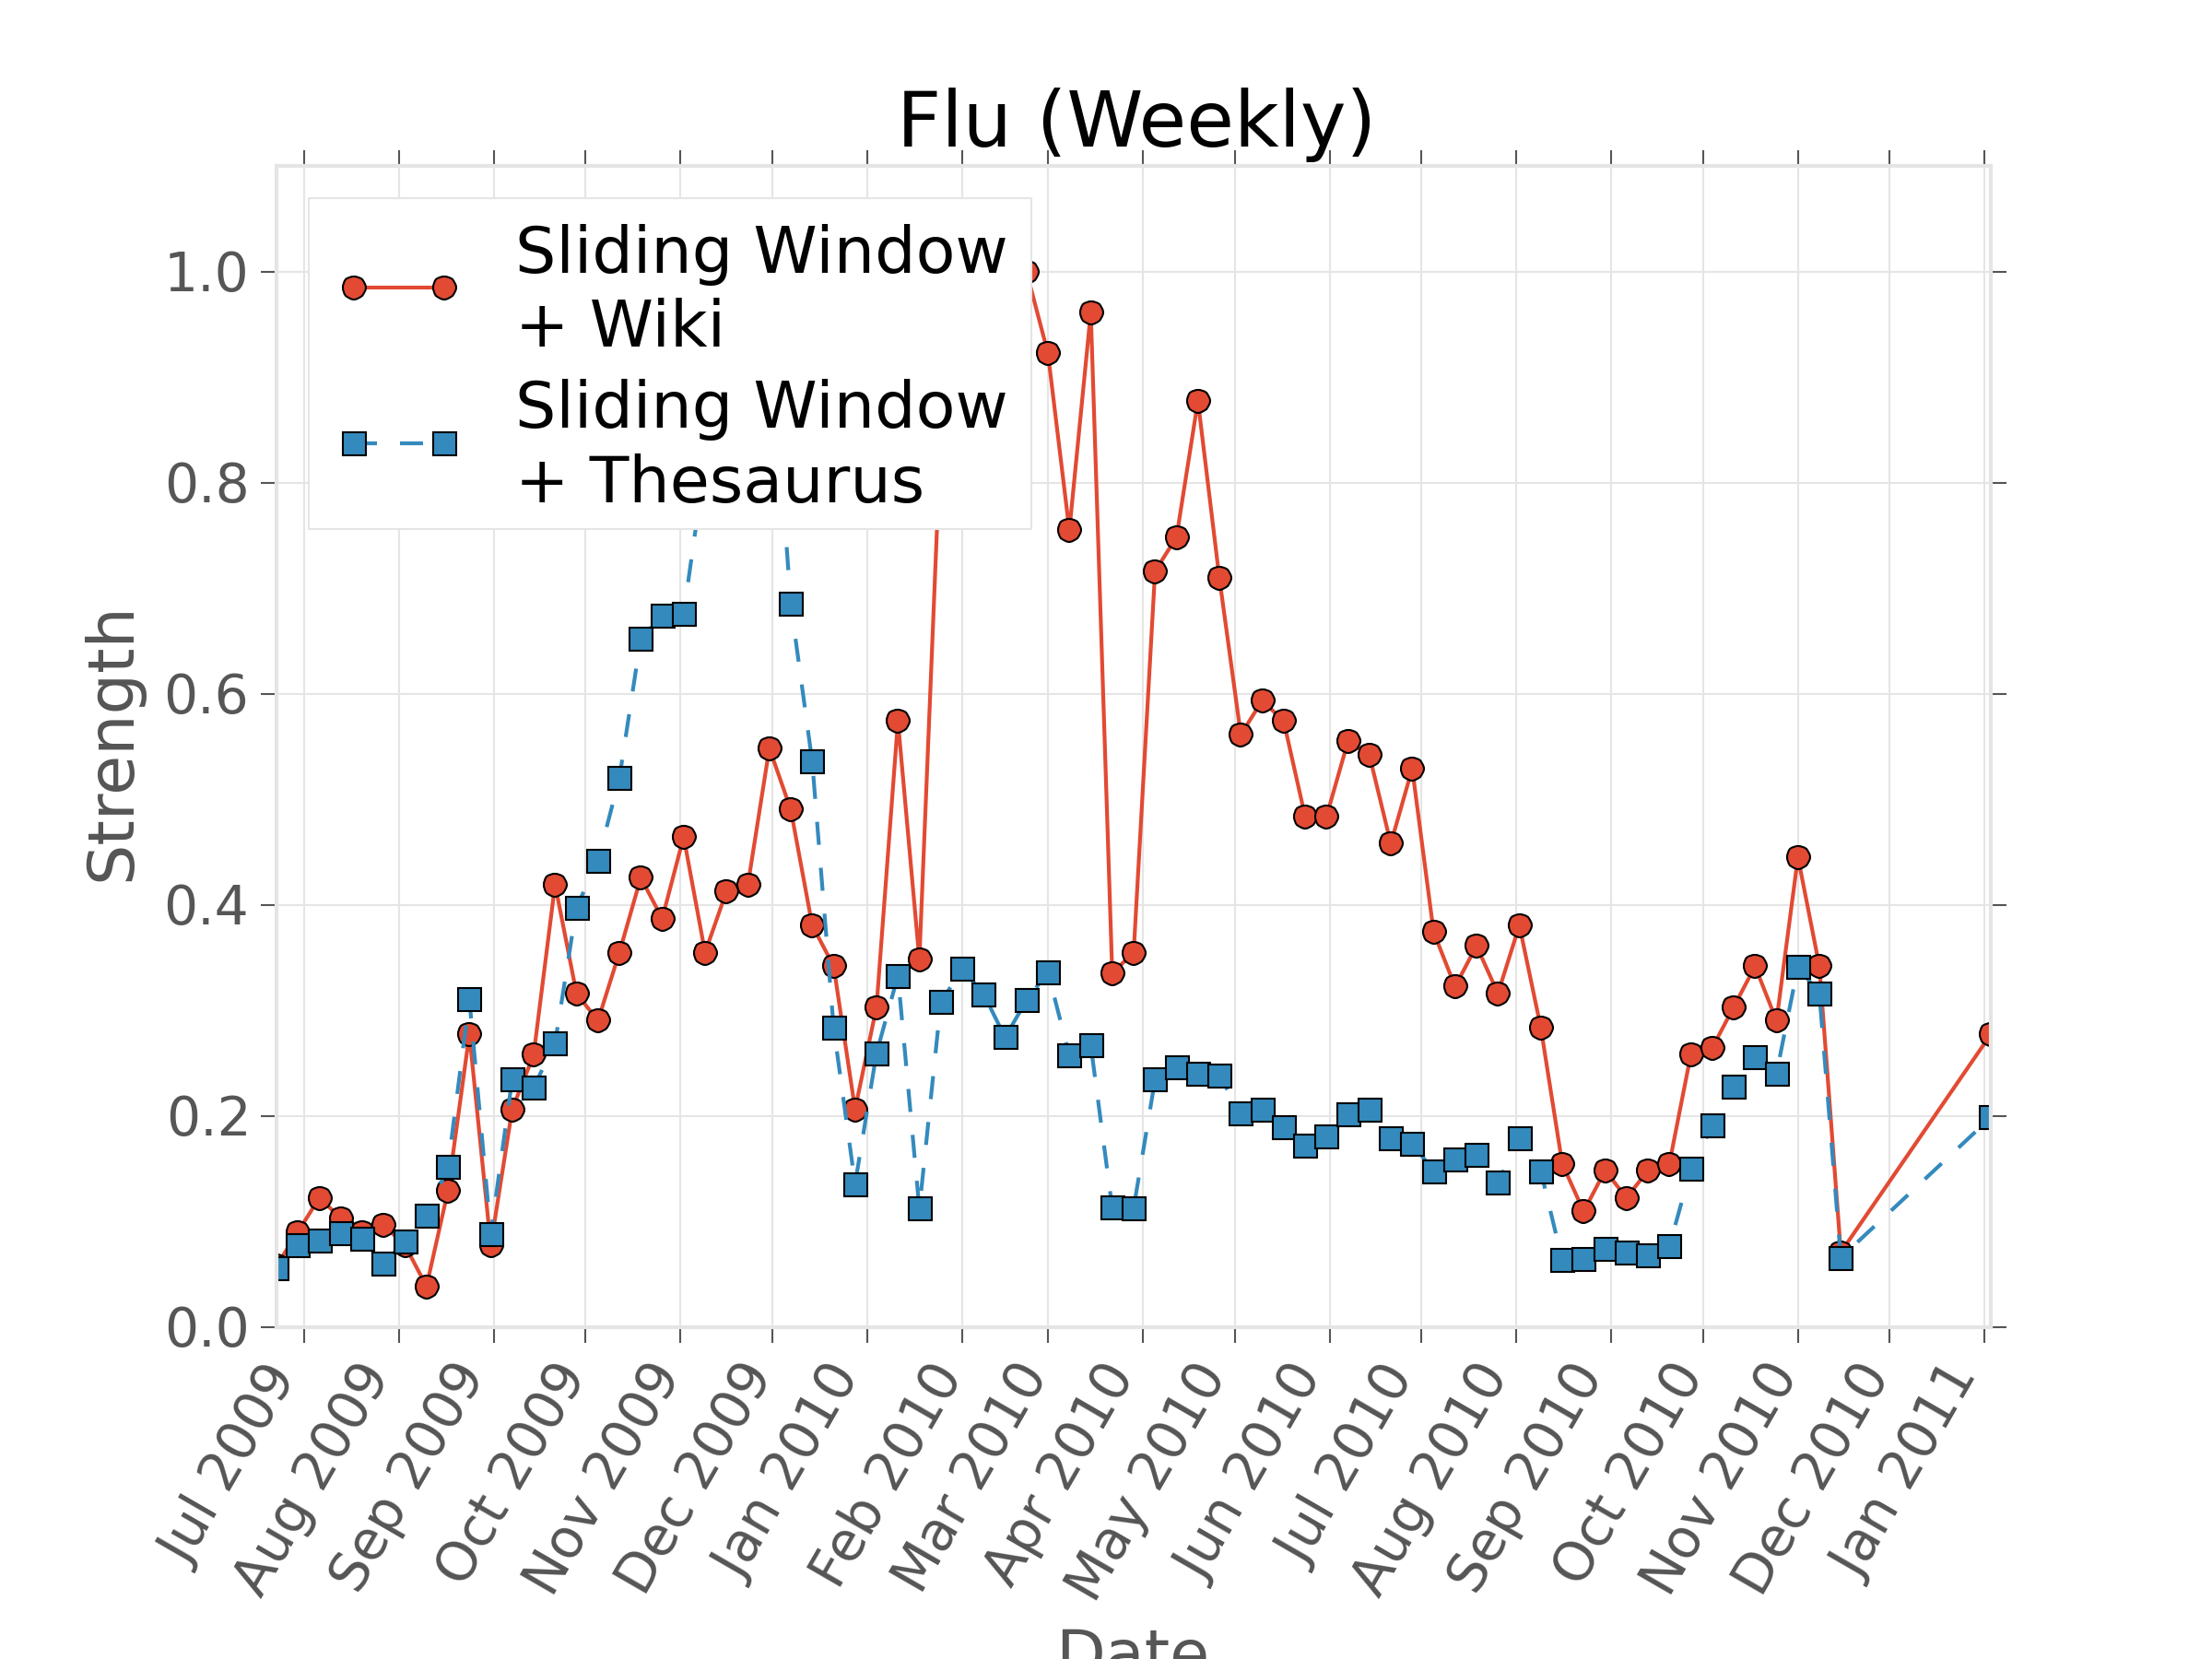 Flu (Weekly)
Sliding Window
+ Wiki
Sliding Window
+ Thesaurus
1.0
0.8
0.6
0.4
0.2
0.0
Strength
Jul 2009
Aug 2009
Sep 2009
Oct 2009
Nov 2009
Dec 2009
Jan 2010
Feb 2010
Mar 2010
Apr 2010
May 2010
Jun 2010
Jul 2010
Aug 2010
Sep 2010
Oct 2010
Nov 2010
Dec 2010
Jan 2011
Date